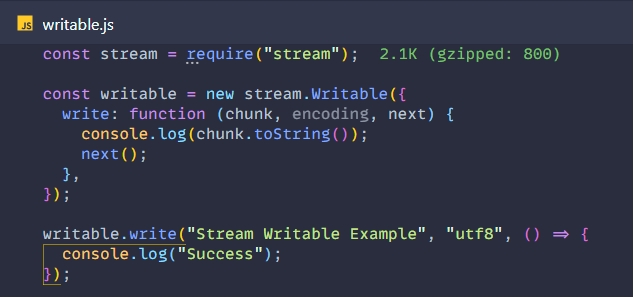 JS writable.js
const stream = require("stream");  2.1K (gzipped: 800)

const writable = new stream.Writable({
  write: function (chunk, encoding, next) {
    console.log(chunk.toString());
    next();
  },
});

writable.write("Stream Writable Example", "utf8", () => {
  console.log("Success");
});